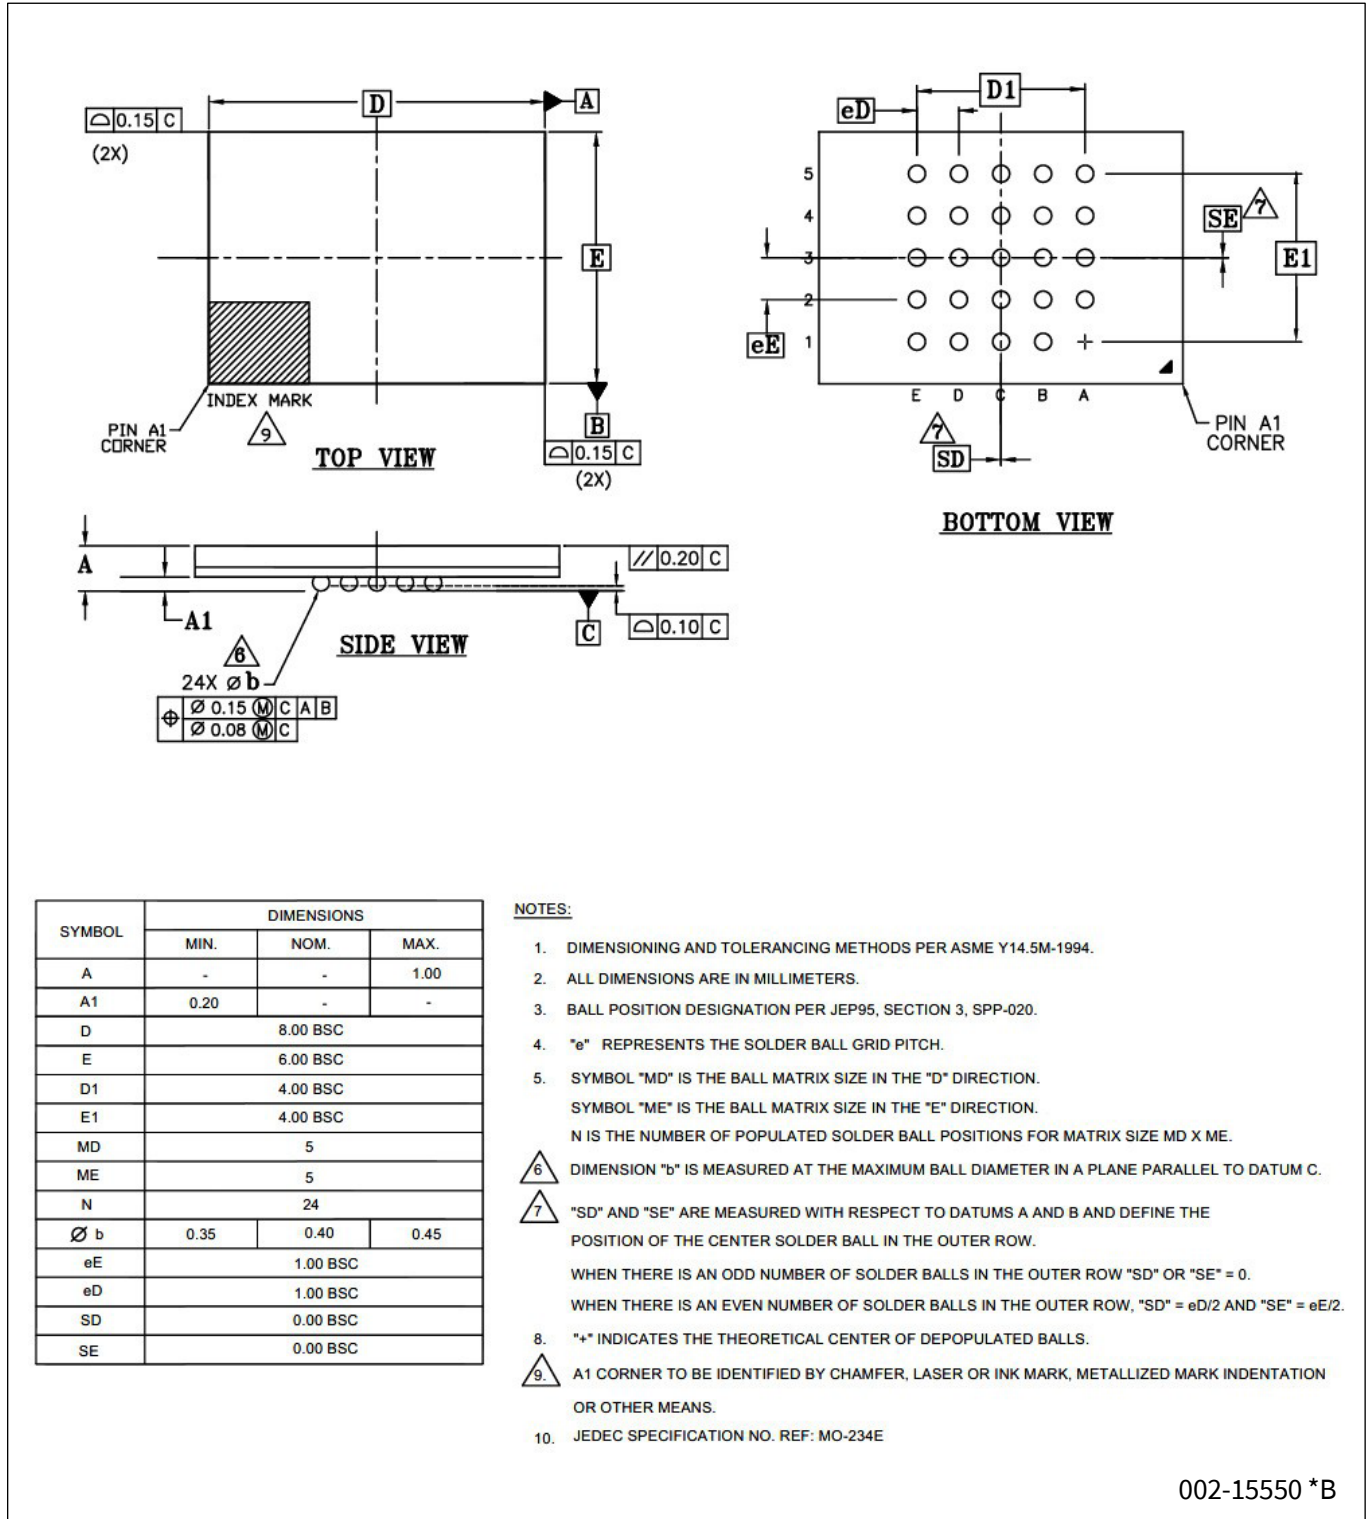 D
A
⌓ 0.15 C
(2X)
E
B
⌓ 0.15 C
(2X)
INDEX MARK
9
PIN A1
CORNER
TOP VIEW
D1
eD
5
4
3
2
1
SE
7
E1
eE
E D C B A
7
SD
PIN A1
CORNER
BOTTOM VIEW
A
A1
// 0.20 C
⌓ 0.10 C
C
SIDE VIEW
6
24X ø b
⌖ Ø 0.15 Ⓜ C A B
Ø 0.08 Ⓜ C
SYMBOL DIMENSIONS
MIN. NOM. MAX.
A - - 1.00
A1 0.20 - -
D 8.00 BSC
E 6.00 BSC
D1 4.00 BSC
E1 4.00 BSC
MD 5
ME 5
N 24
Ø b 0.35 0.40 0.45
eE 1.00 BSC
eD 1.00 BSC
SD 0.00 BSC
SE 0.00 BSC
NOTES:
1. DIMENSIONING AND TOLERANCING METHODS PER ASME Y14.5M-1994.
2. ALL DIMENSIONS ARE IN MILLIMETERS.
3. BALL POSITION DESIGNATION PER JEP95, SECTION 3, SPP-020.
4. "e" REPRESENTS THE SOLDER BALL GRID PITCH.
5. SYMBOL "MD" IS THE BALL MATRIX SIZE IN THE "D" DIRECTION.
SYMBOL "ME" IS THE BALL MATRIX SIZE IN THE "E" DIRECTION.
N IS THE NUMBER OF POPULATED SOLDER BALL POSITIONS FOR MATRIX SIZE MD X ME.
6 DIMENSION "b" IS MEASURED AT THE MAXIMUM BALL DIAMETER IN A PLANE PARALLEL TO DATUM C.
7 "SD" AND "SE" ARE MEASURED WITH RESPECT TO DATUMS A AND B AND DEFINE THE
POSITION OF THE CENTER SOLDER BALL IN THE OUTER ROW.
WHEN THERE IS AN ODD NUMBER OF SOLDER BALLS IN THE OUTER ROW "SD" OR "SE" = 0.
WHEN THERE IS AN EVEN NUMBER OF SOLDER BALLS IN THE OUTER ROW, "SD" = eD/2 AND "SE" = eE/2.
8. "+" INDICATES THE THEORETICAL CENTER OF DEPOPULATED BALLS.
9. A1 CORNER TO BE IDENTIFIED BY CHAMFER, LASER OR INK MARK, METALLIZED MARK INDENTATION
OR OTHER MEANS.
10. JEDEC SPECIFICATION NO. REF: MO-234E
002-15550 *B